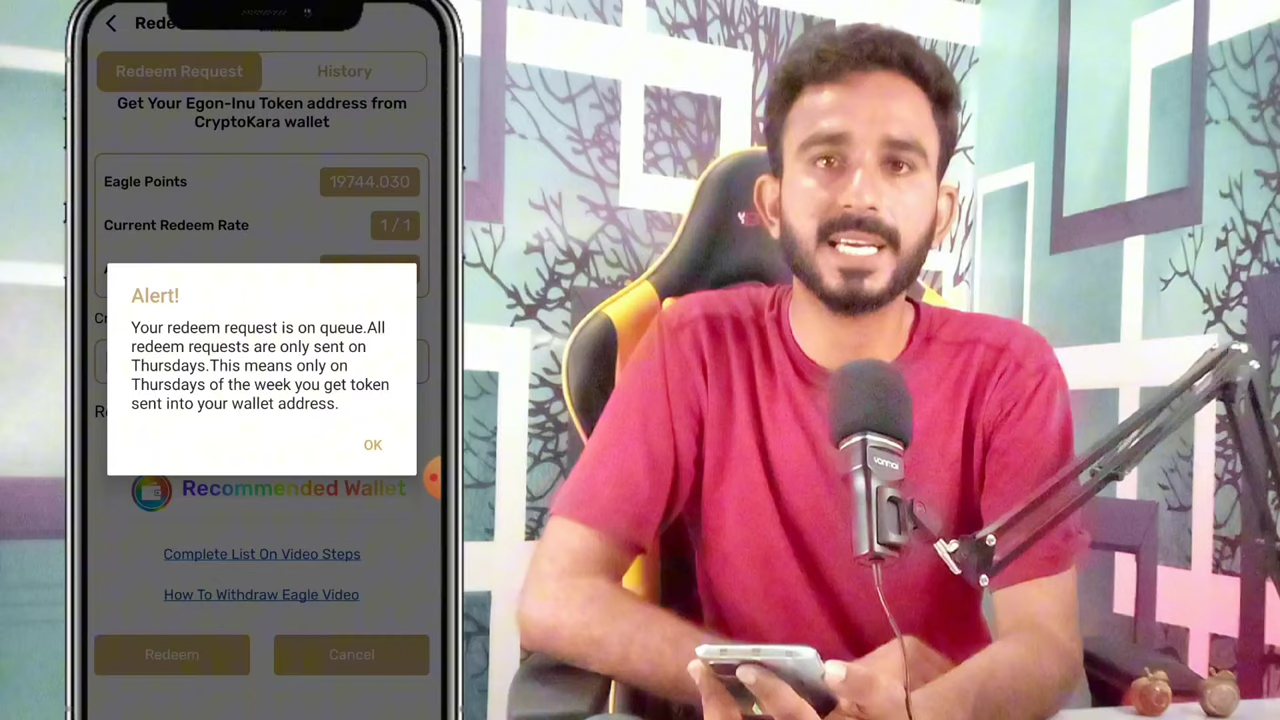 Rede
Redeem Request
History
Get Your Egon-Inu Token address from
CryptoKara wallet
Eagle Points
19744.030
Current Redeem Rate
1 / 1
Alert!
Your redeem request is on queue.All
redeem requests are only sent on
Thursdays.This means only on
Thursdays of the week you get token
sent into your wallet address.
OK
Recommended Wallet
Complete List On Video Steps
How To Withdraw Eagle Video
Redeem
Cancel